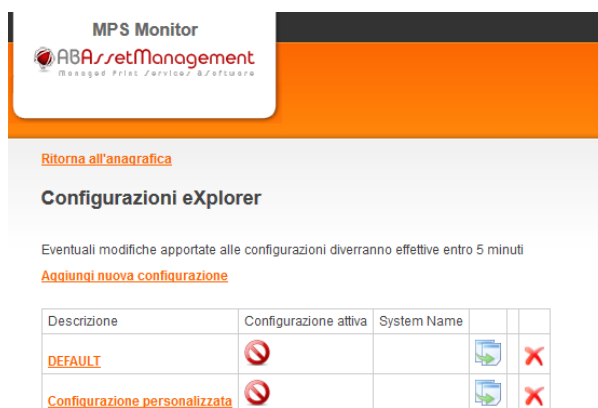 MPS Monitor
ABAssetManagement
Managed Print Services & Software
Ritorna all'anagrafica
Configurazioni eXplorer
Eventuali modifiche apportate alle configurazioni diverranno effettive entro 5 minuti
Aggiungi nuova configurazione
Descrizione Configurazione attiva System Name
DEFAULT
Configurazione personalizzata